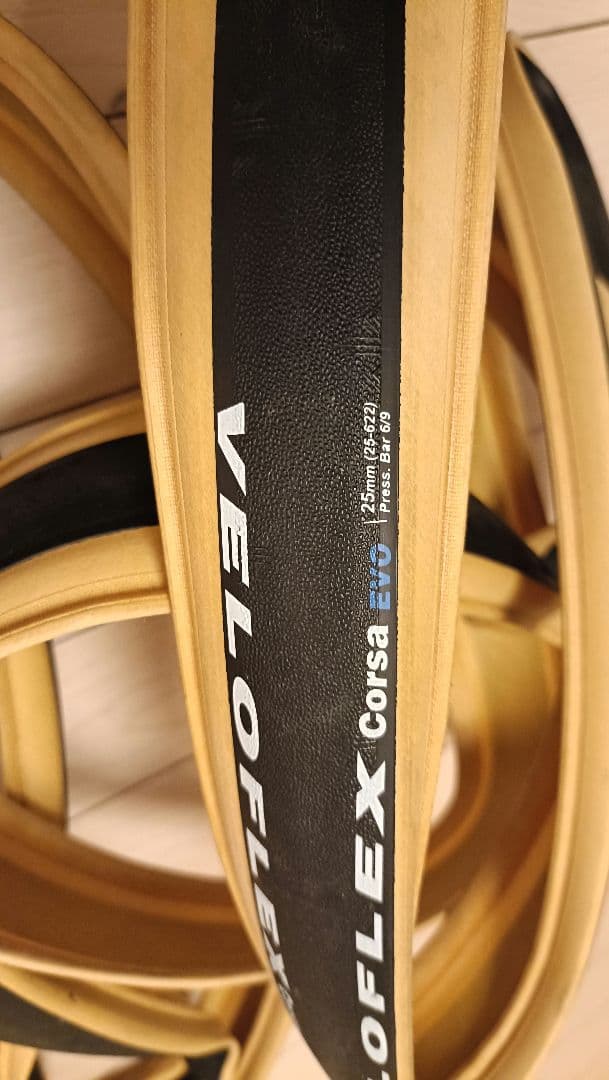 VELOFLEX
LOFLEX Corsa EVO
25mm (25-622)
Press. Bar 6/9